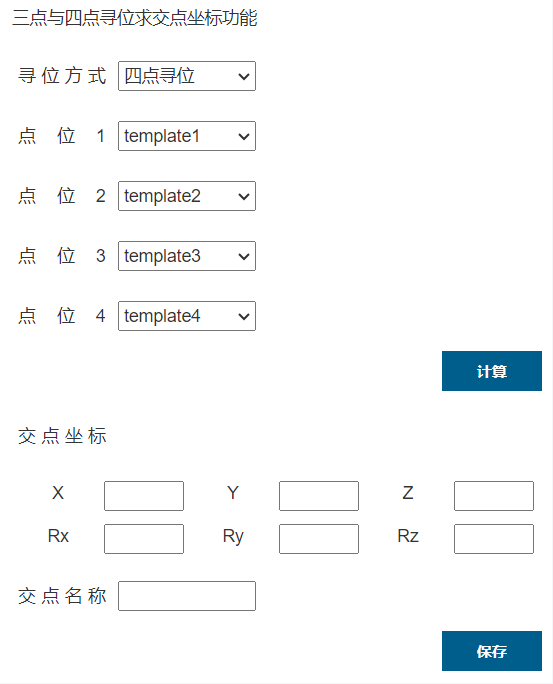 三点与四点寻位求交点坐标功能
寻位方式 四点寻位
点位1 template1
点位2 template2
点位3 template3
点位4 template4
计算
交点坐标
X Y Z
Rx Ry Rz
交点名称
保存